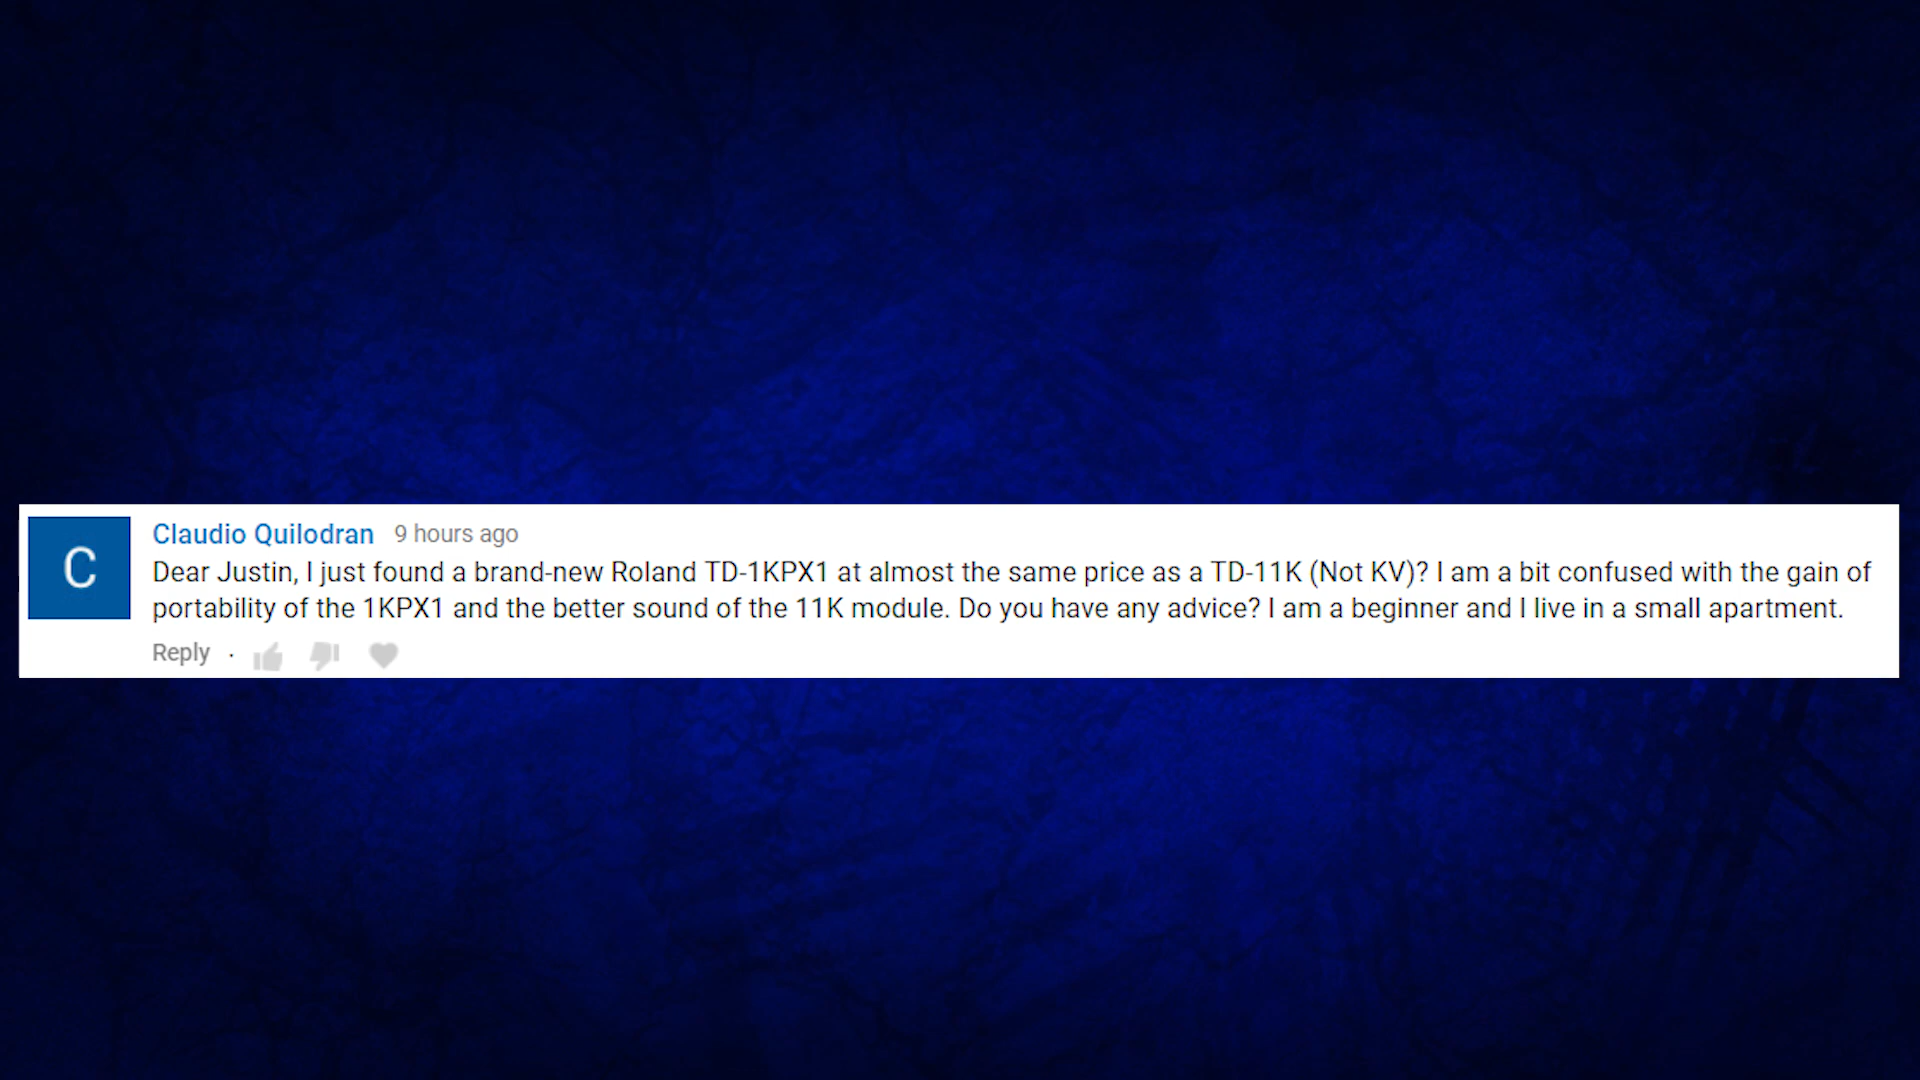 C
Claudio Quilodran 9 hours ago
Dear Justin, I just found a brand-new Roland TD-1KPX1 at almost the same price as a TD-11K (Not KV)? I am a bit confused with the gain of
portability of the 1KPX1 and the better sound of the 11K module. Do you have any advice? I am a beginner and I live in a small apartment.
Reply ·